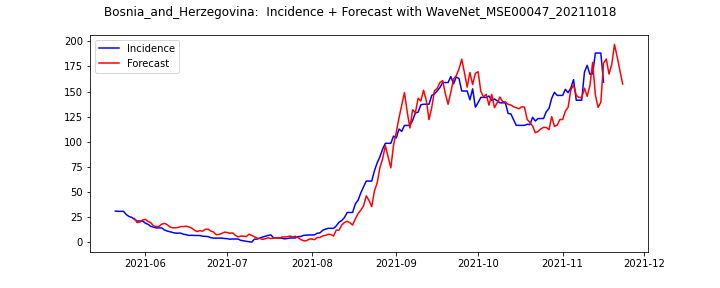 Bosnia_and_Herzegovina:  Incidence + Forecast with WaveNet_MSE00047_20211018
Incidence
Forecast
200
175
150
125
100
75
50
25
0
2021-06 2021-07 2021-08 2021-09 2021-10 2021-11 2021-12